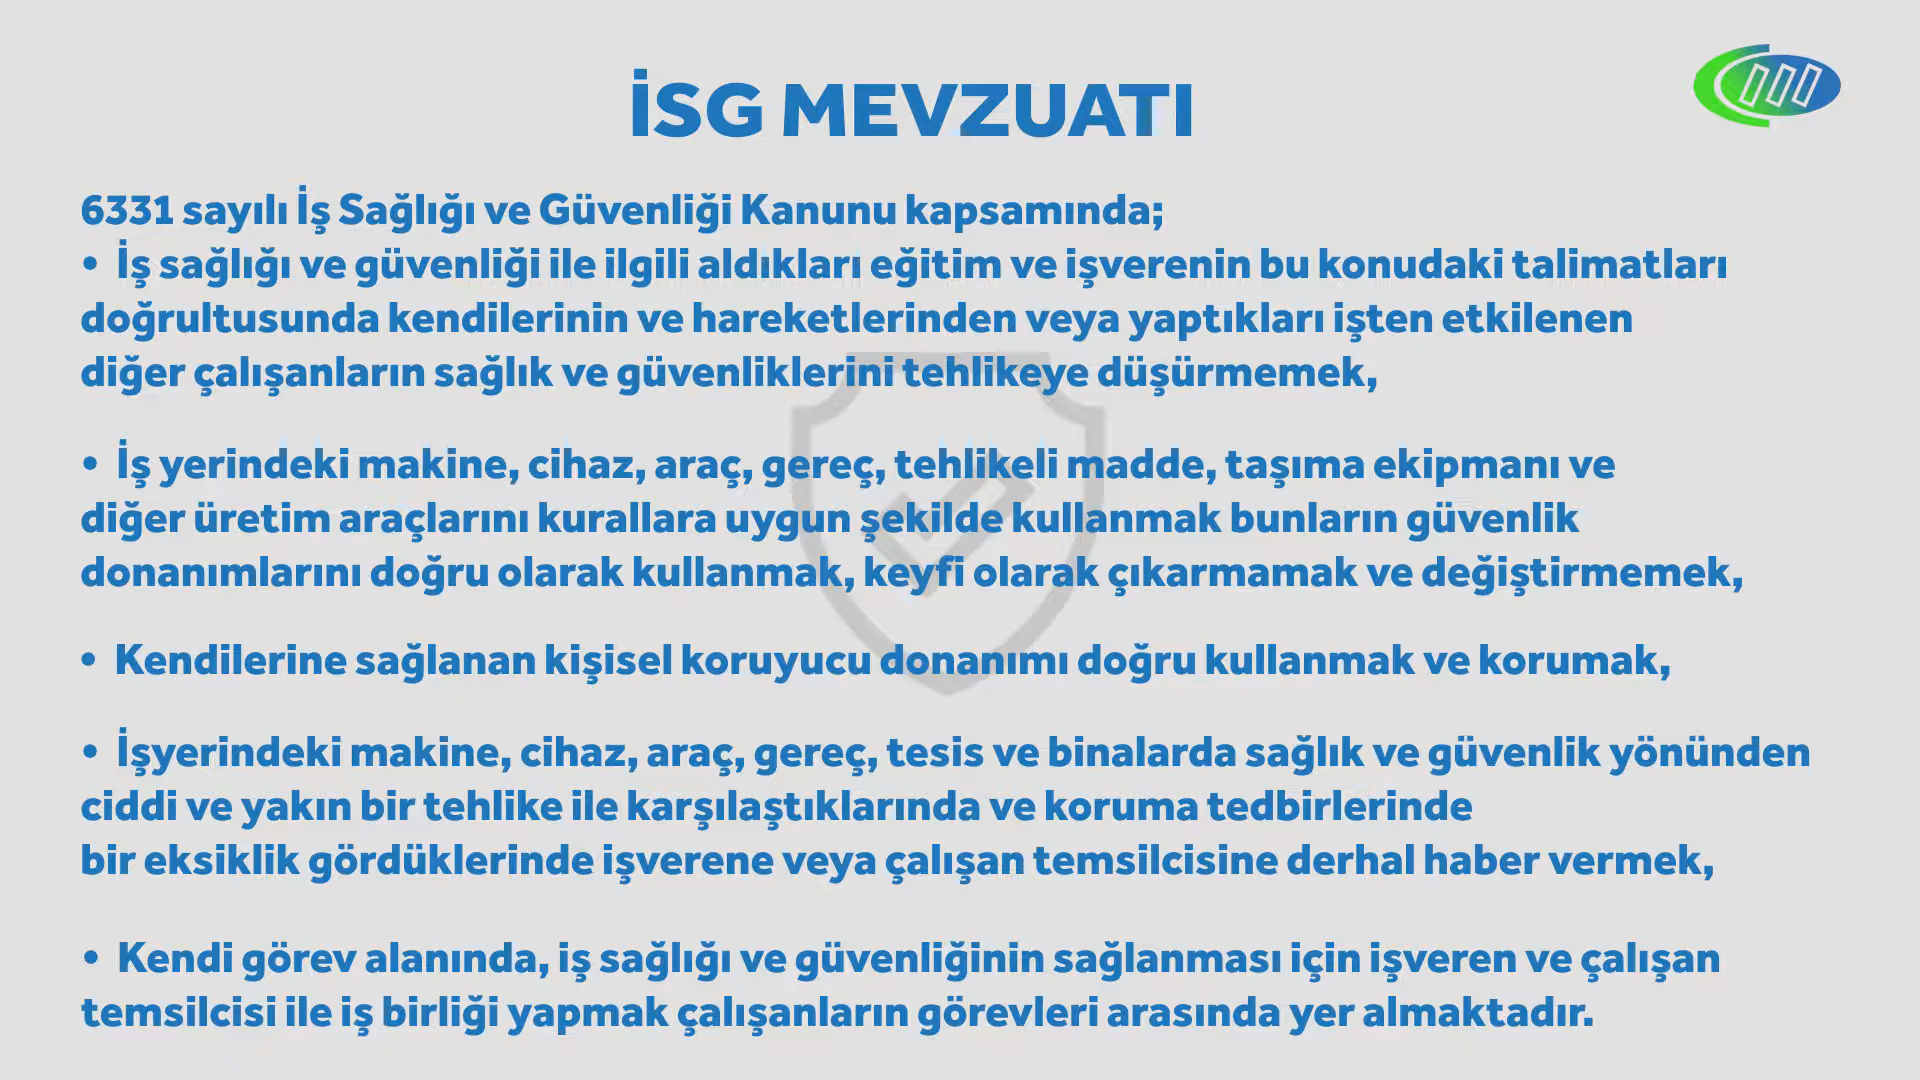 İSG MEVZUATI
6331 sayılı İş Sağlığı ve Güvenliği Kanunu kapsamında;
• İş sağlığı ve güvenliği ile ilgili aldıkları eğitim ve işverenin bu konudaki talimatları
doğrultusunda kendilerinin ve hareketlerinden veya yaptıkları işten etkilenen
diğer çalışanların sağlık ve güvenliklerini tehlikeye düşürmemek,
• İş yerindeki makine, cihaz, araç, gereç, tehlikeli madde, taşıma ekipmanı ve
diğer üretim araçlarını kurallara uygun şekilde kullanmak bunların güvenlik
donanımlarını doğru olarak kullanmak, keyfi olarak çıkarmamak ve değiştirmemek,
• Kendilerine sağlanan kişisel koruyucu donanımı doğru kullanmak ve korumak,
• İşyerindeki makine, cihaz, araç, gereç, tesis ve binalarda sağlık ve güvenlik yönünden
ciddi ve yakın bir tehlike ile karşılaştıklarında ve koruma tedbirlerinde
bir eksiklik gördüklerinde işverene veya çalışan temsilcisine derhal haber vermek,
• Kendi görev alanında, iş sağlığı ve güvenliğinin sağlanması için işveren ve çalışan
temsilcisi ile iş birliği yapmak çalışanların görevleri arasında yer almaktadır.